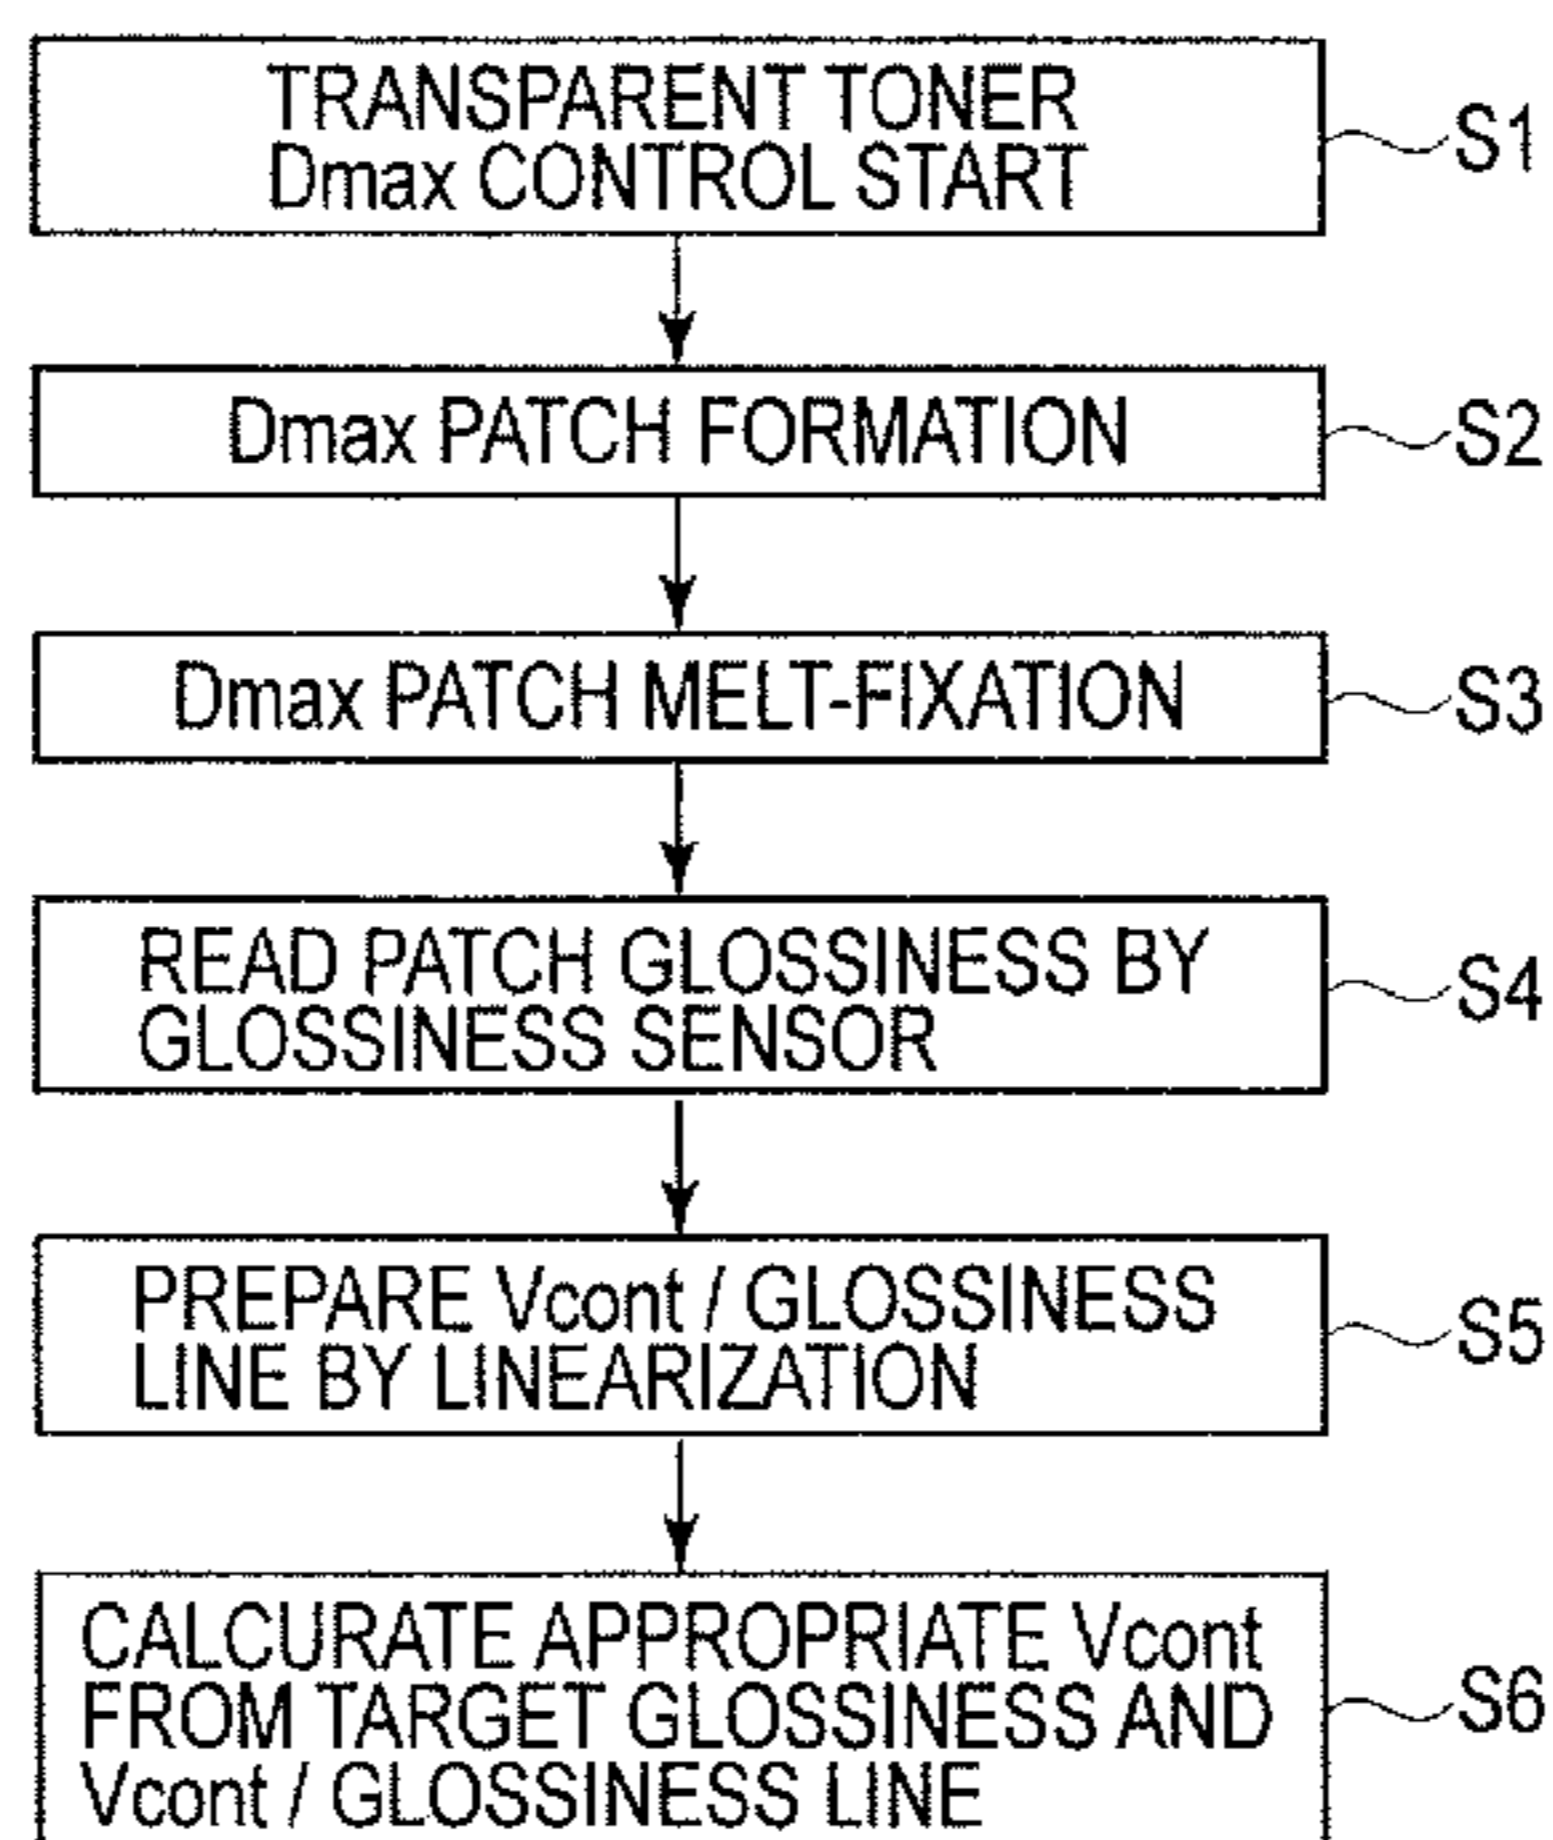 TRANSPARENT TONER
Dmax CONTROL START
S1
Dmax PATCH FORMATION
S2
Dmax PATCH MELT-FIXATION
S3
READ PATCH GLOSSINESS BY
GLOSSINESS SENSOR
S4
PREPARE Vcont / GLOSSINESS
LINE BY LINEARIZATION
S5
CALCURATE APPROPRIATE Vcont
FROM TARGET GLOSSINESS AND
Vcont / GLOSSINESS LINE
S6